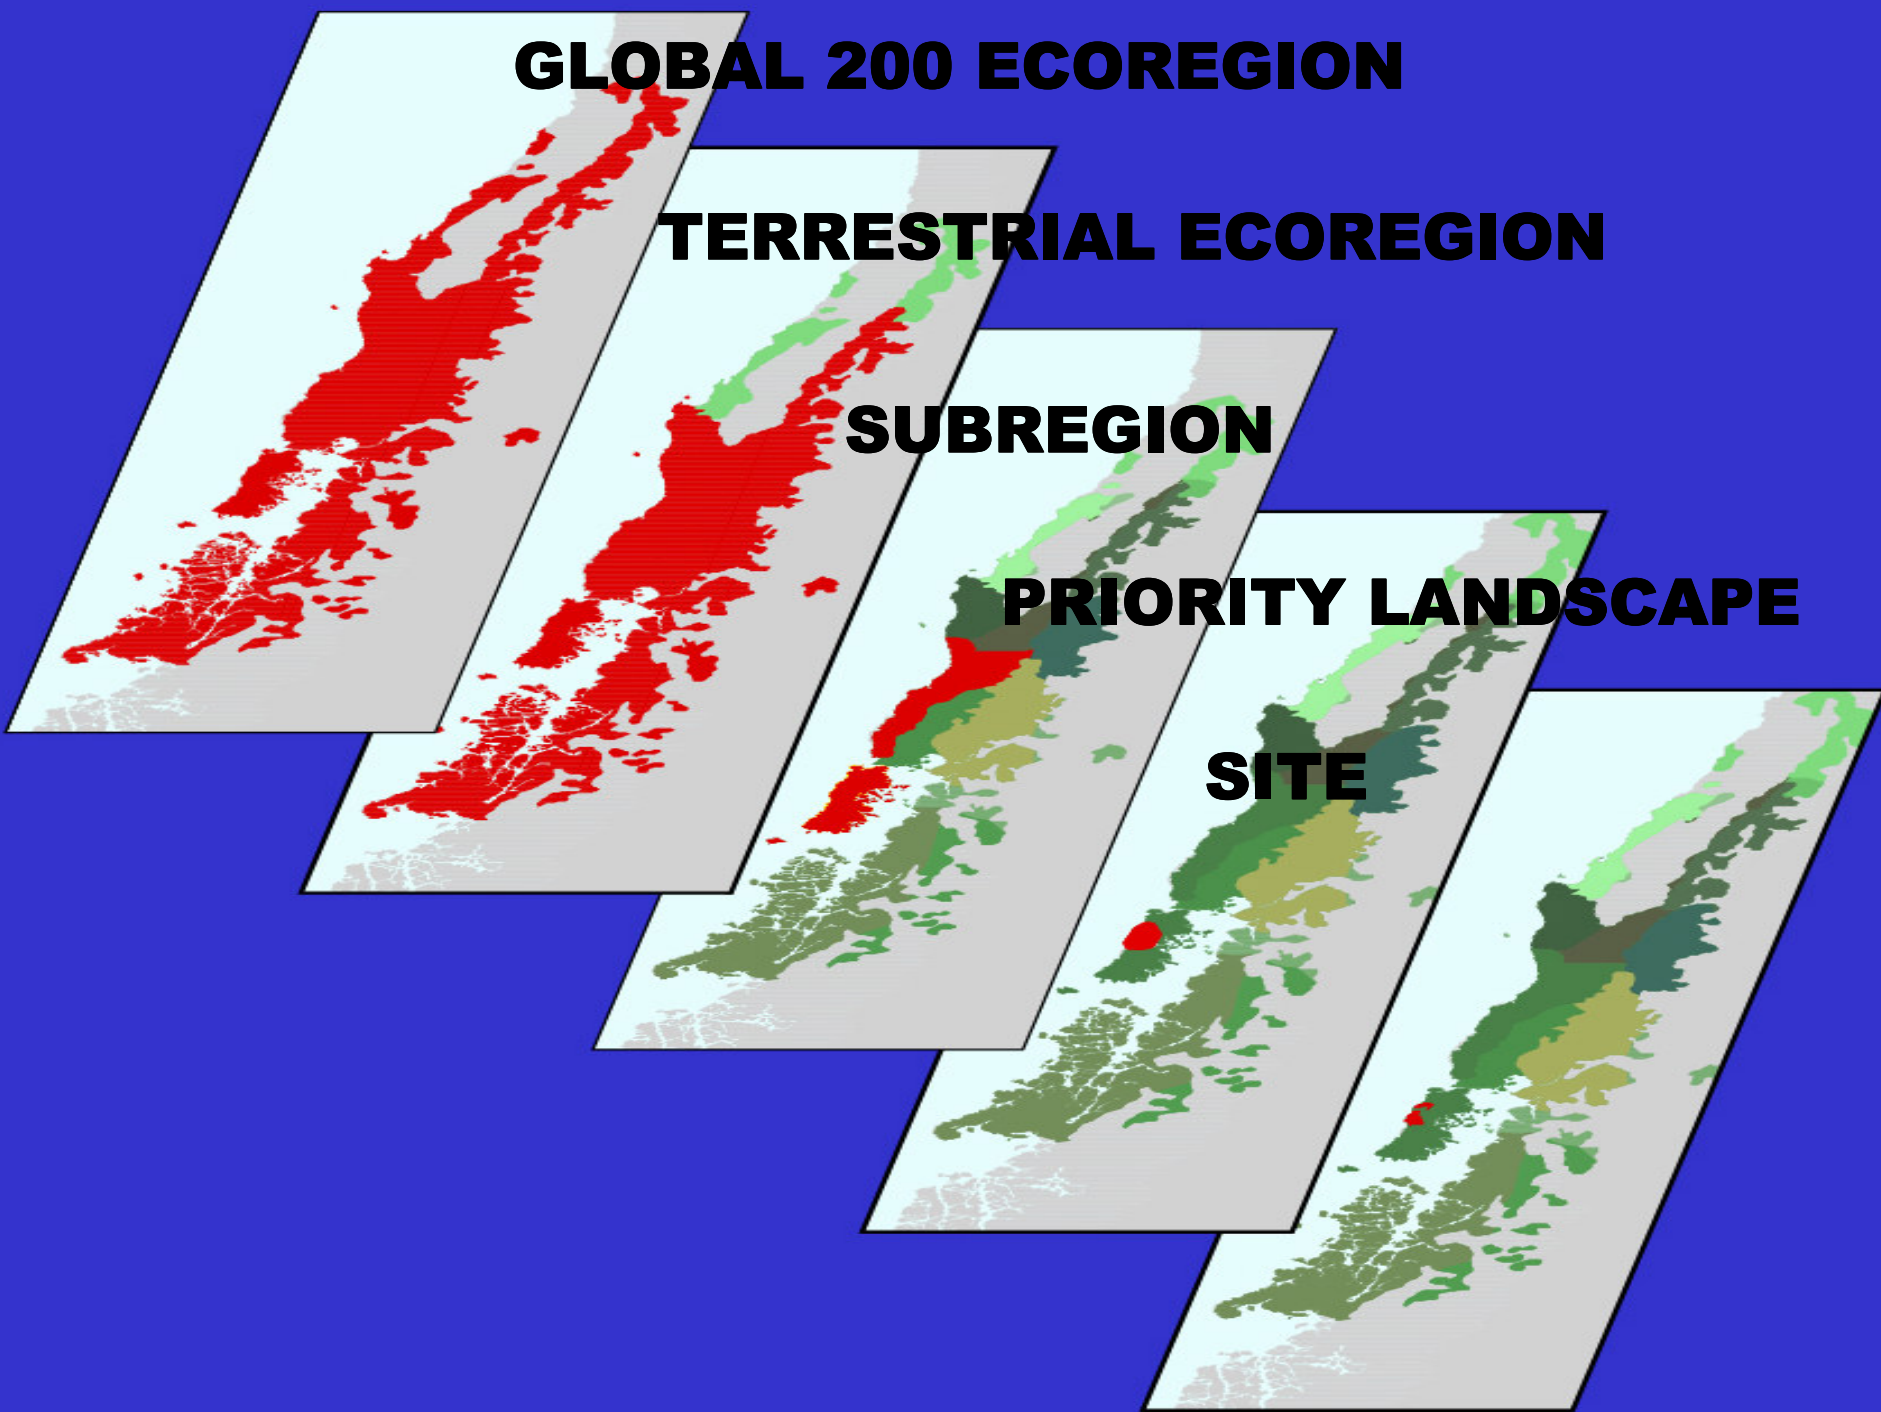 GLOBAL 200 ECOREGION
TERRESTRIAL ECOREGION
SUBREGION
PRIORITY LANDSCAPE
SITE